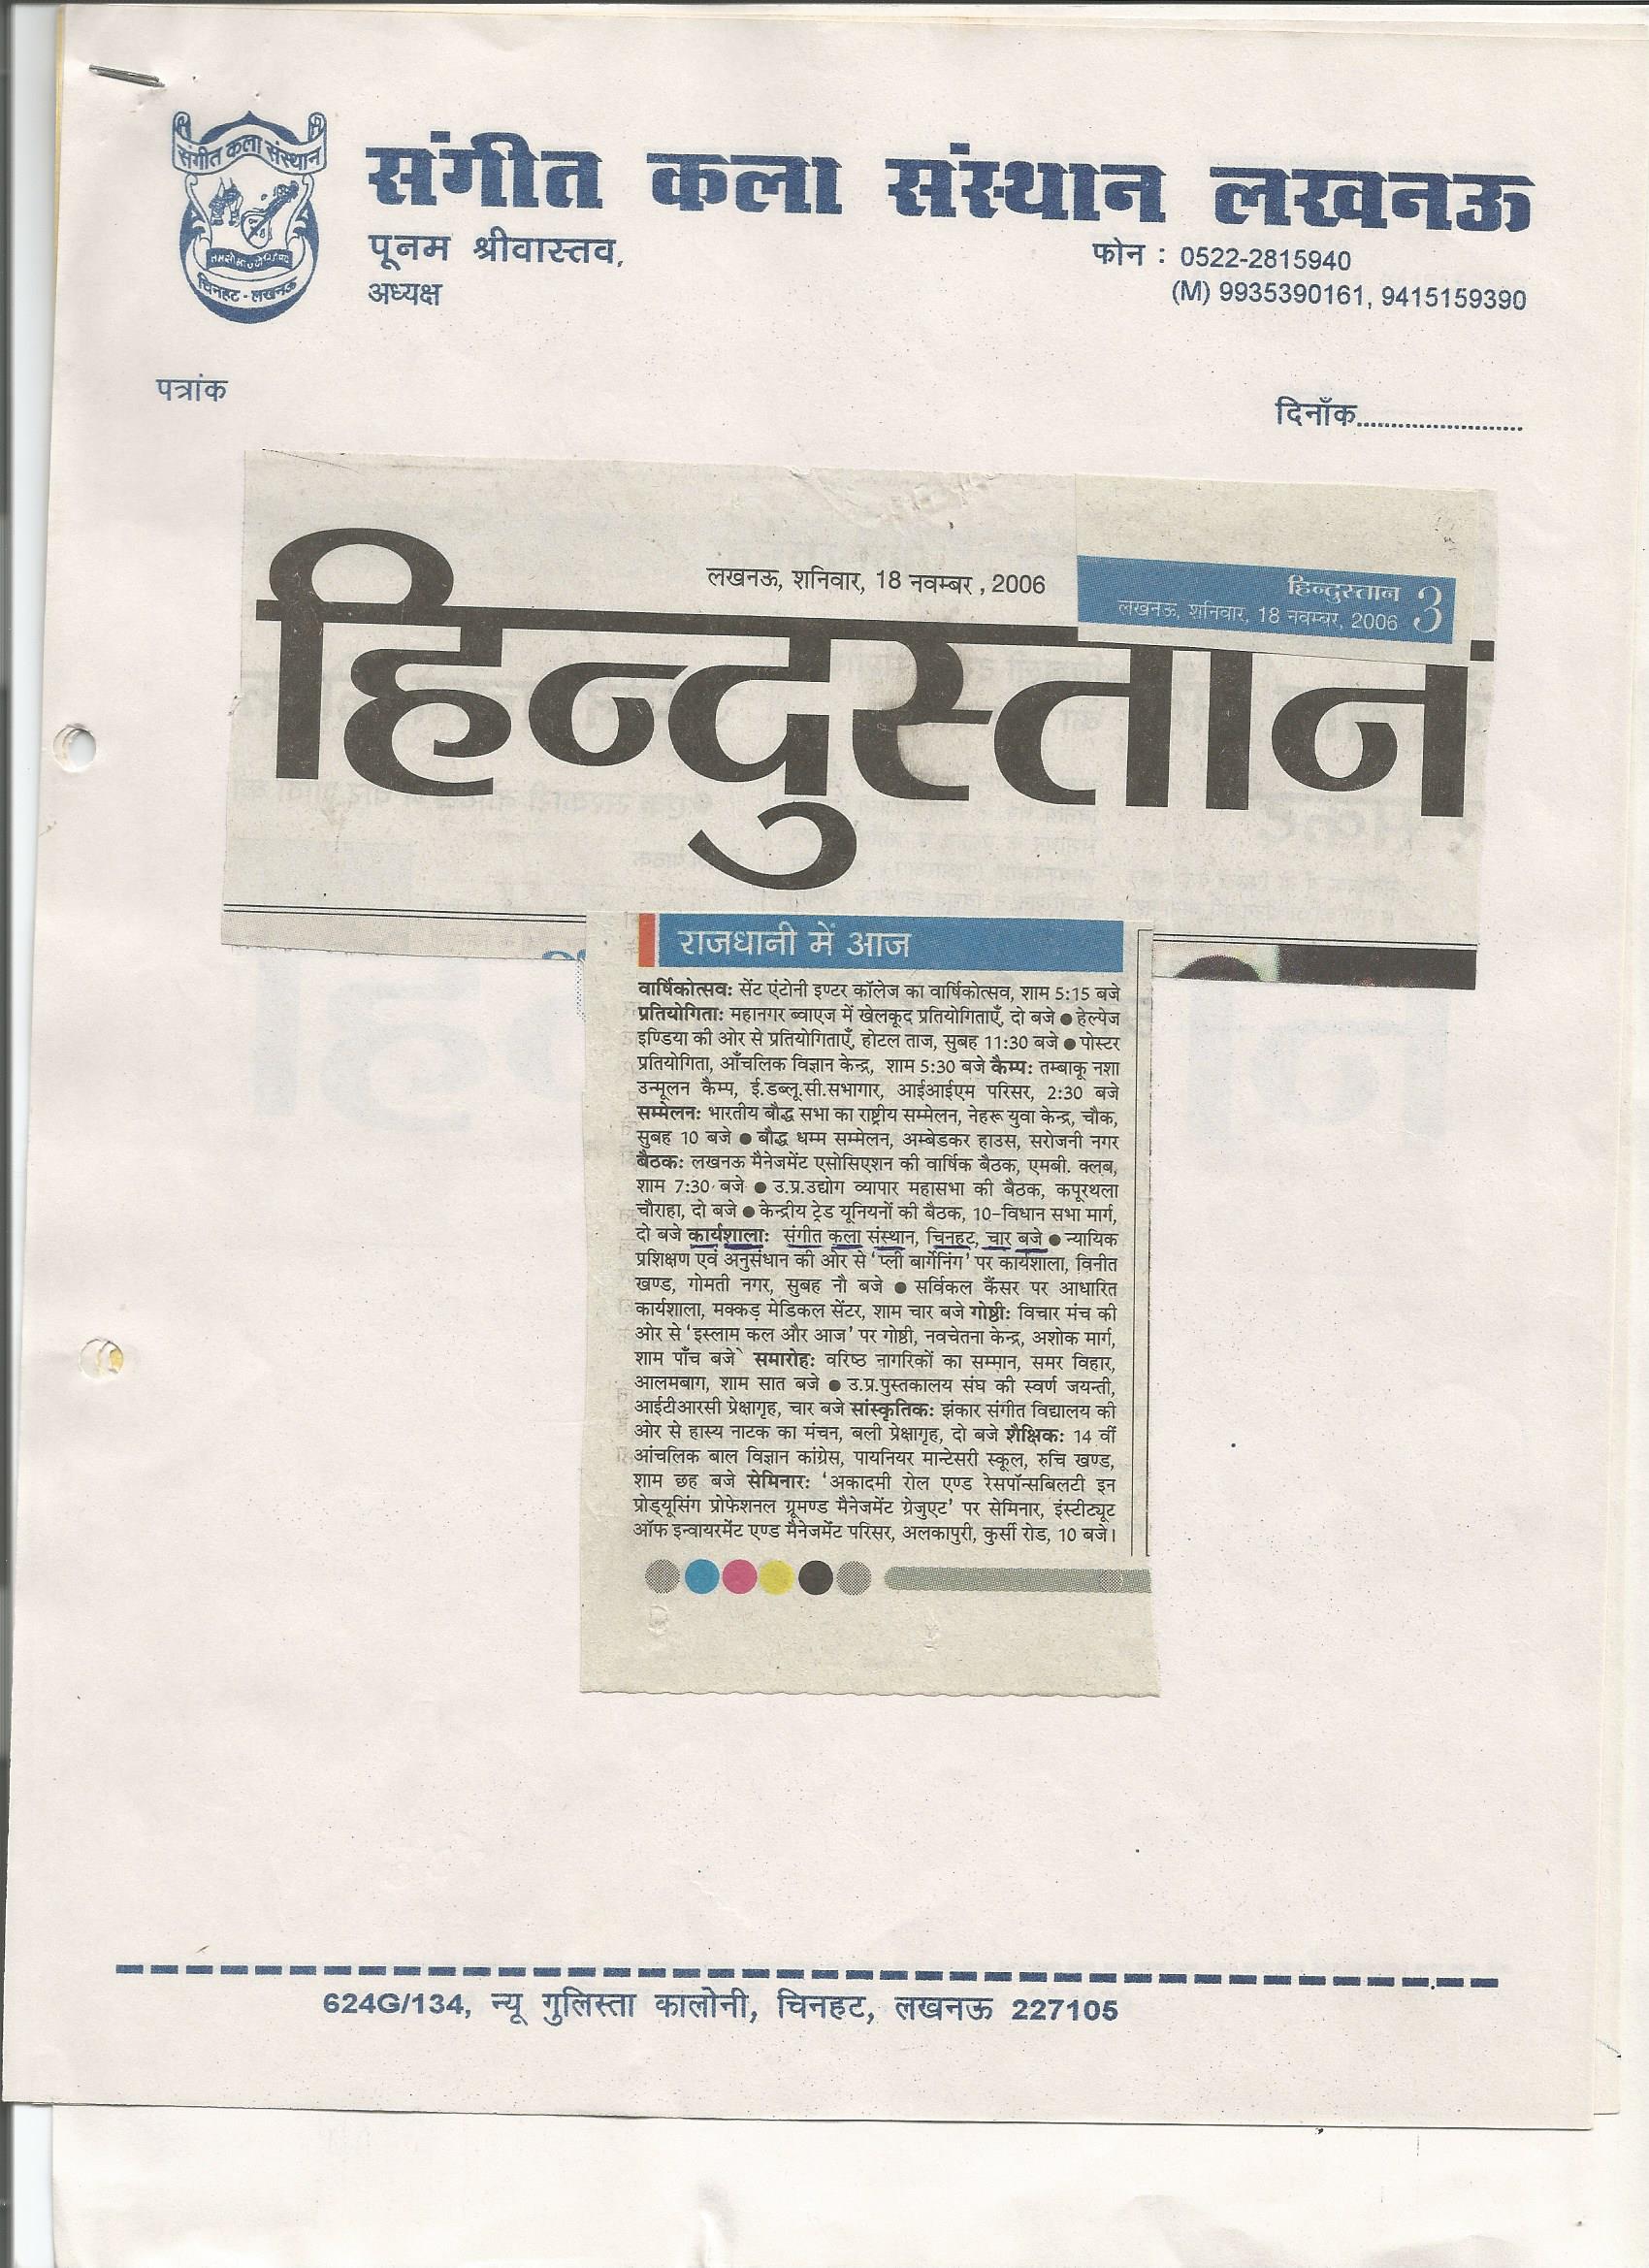 संगीत कला संस्थान
चिनहट - लखनऊ
संगीत कला संस्थान लखनऊ
पूनम श्रीवास्तव,
अध्यक्ष
फोन : 0522-2815940
(M) 9935390161, 9415159390
पत्रांक
दिनाँक........................
लखनऊ, शनिवार, 18 नवम्बर , 2006
हिन्दुस्तान 3
लखनऊ, शनिवार, 18 नवम्बर, 2006
हिन्दुस्तान
राजधानी में आज
वार्षिकोत्सवः सेंट एंटोनी इण्टर कॉलेज का वार्षिकोत्सव, शाम 5:15 बजे
प्रतियोगिताः महानगर ब्वाएज में खेलकूद प्रतियोगिताएँ, दो बजे ● हेल्पेज
इण्डिया की ओर से प्रतियोगिताएँ, होटल ताज, सुबह 11:30 बजे ● पोस्टर
प्रतियोगिता, आँचलिक विज्ञान केन्द्र, शाम 5:30 बजे कैम्पः तम्बाकू नशा
उन्मूलन कैम्प, ई.डब्लू.सी.सभागार, आईआईएम परिसर, 2:30 बजे
सम्मेलनः भारतीय बौद्ध सभा का राष्ट्रीय सम्मेलन, नेहरू युवा केन्द्र, चौक,
सुबह 10 बजे ● बौद्ध धम्म सम्मेलन, अम्बेडकर हाउस, सरोजनी नगर
बैठकः लखनऊ मैनेजमेंट एसोसिएशन की वार्षिक बैठक, एमबी. क्लब,
शाम 7:30 बजे ● उ.प्र.उद्योग व्यापार महासभा की बैठक, कपूरथला
चौराहा, दो बजे ● केन्द्रीय ट्रेड यूनियनों की बैठक, 10-विधान सभा मार्ग,
दो बजे कार्यशालाः संगीत कला संस्थान, चिनहट, चार बजे ● न्यायिक
प्रशिक्षण एवं अनुसंधान की ओर से 'प्ली बार्गेनिंग' पर कार्यशाला, विनीत
खण्ड, गोमती नगर, सुबह नौ बजे ● सर्विकल कैंसर पर आधारित
कार्यशाला, मक्कड़ मेडिकल सेंटर, शाम चार बजे गोष्ठीः विचार मंच की
ओर से 'इस्लाम कल और आज' पर गोष्ठी, नवचेतना केन्द्र, अशोक मार्ग,
शाम पाँच बजे समारोहः वरिष्ठ नागरिकों का सम्मान, समर विहार,
आलमबाग, शाम सात बजे ● उ.प्र.पुस्तकालय संघ की स्वर्ण जयन्ती,
आईटीआरसी प्रेक्षागृह, चार बजे सांस्कृतिकः झंकार संगीत विद्यालय की
ओर से हास्य नाटक का मंचन, बली प्रेक्षागृह, दो बजे शैक्षिकः 14 वीं
आंचलिक बाल विज्ञान कांग्रेस, पायनियर मान्टेसरी स्कूल, रुचि खण्ड,
शाम छह बजे सेमिनारः 'अकादमी रोल एण्ड रेसपॉन्सबिलटी इन
प्रोड्यूसिंग प्रोफेशनल ग्रूमण्ड मैनेजमेंट ग्रेजुएट' पर सेमिनार, इंस्टीट्यूट
ऑफ इन्वायरमेंट एण्ड मैनेजमेंट परिसर, अलकापुरी, कुर्सी रोड, 10 बजे।
624G/134, न्यू गुलिस्ता कालोनी, चिनहट, लखनऊ 227105